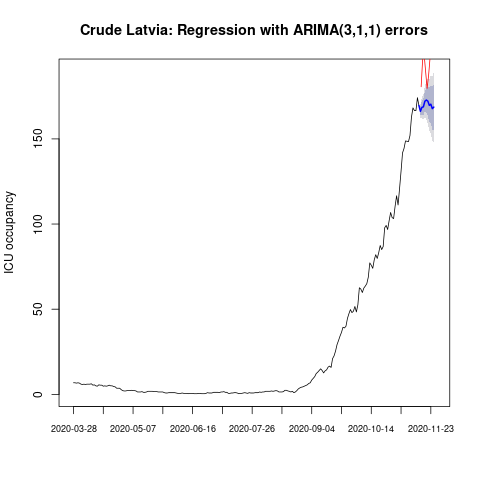 Crude Latvia: Regression with ARIMA(3,1,1) errors
ICU occupancy
150
100
50
0
2020-03-28 2020-05-07 2020-06-16 2020-07-26 2020-09-04 2020-10-14 2020-11-23